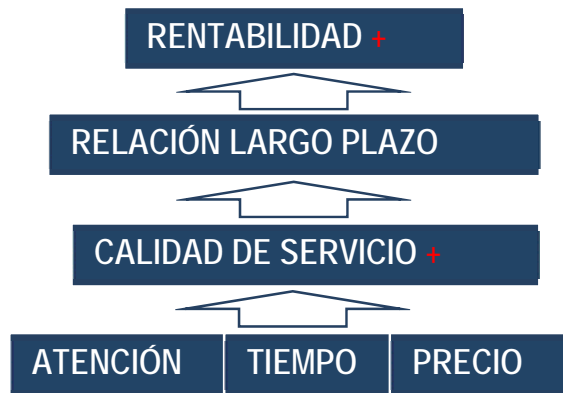 RENTABILIDAD +
RELACIÓN LARGO PLAZO
CALIDAD DE SERVICIO +
ATENCIÓN TIEMPO PRECIO